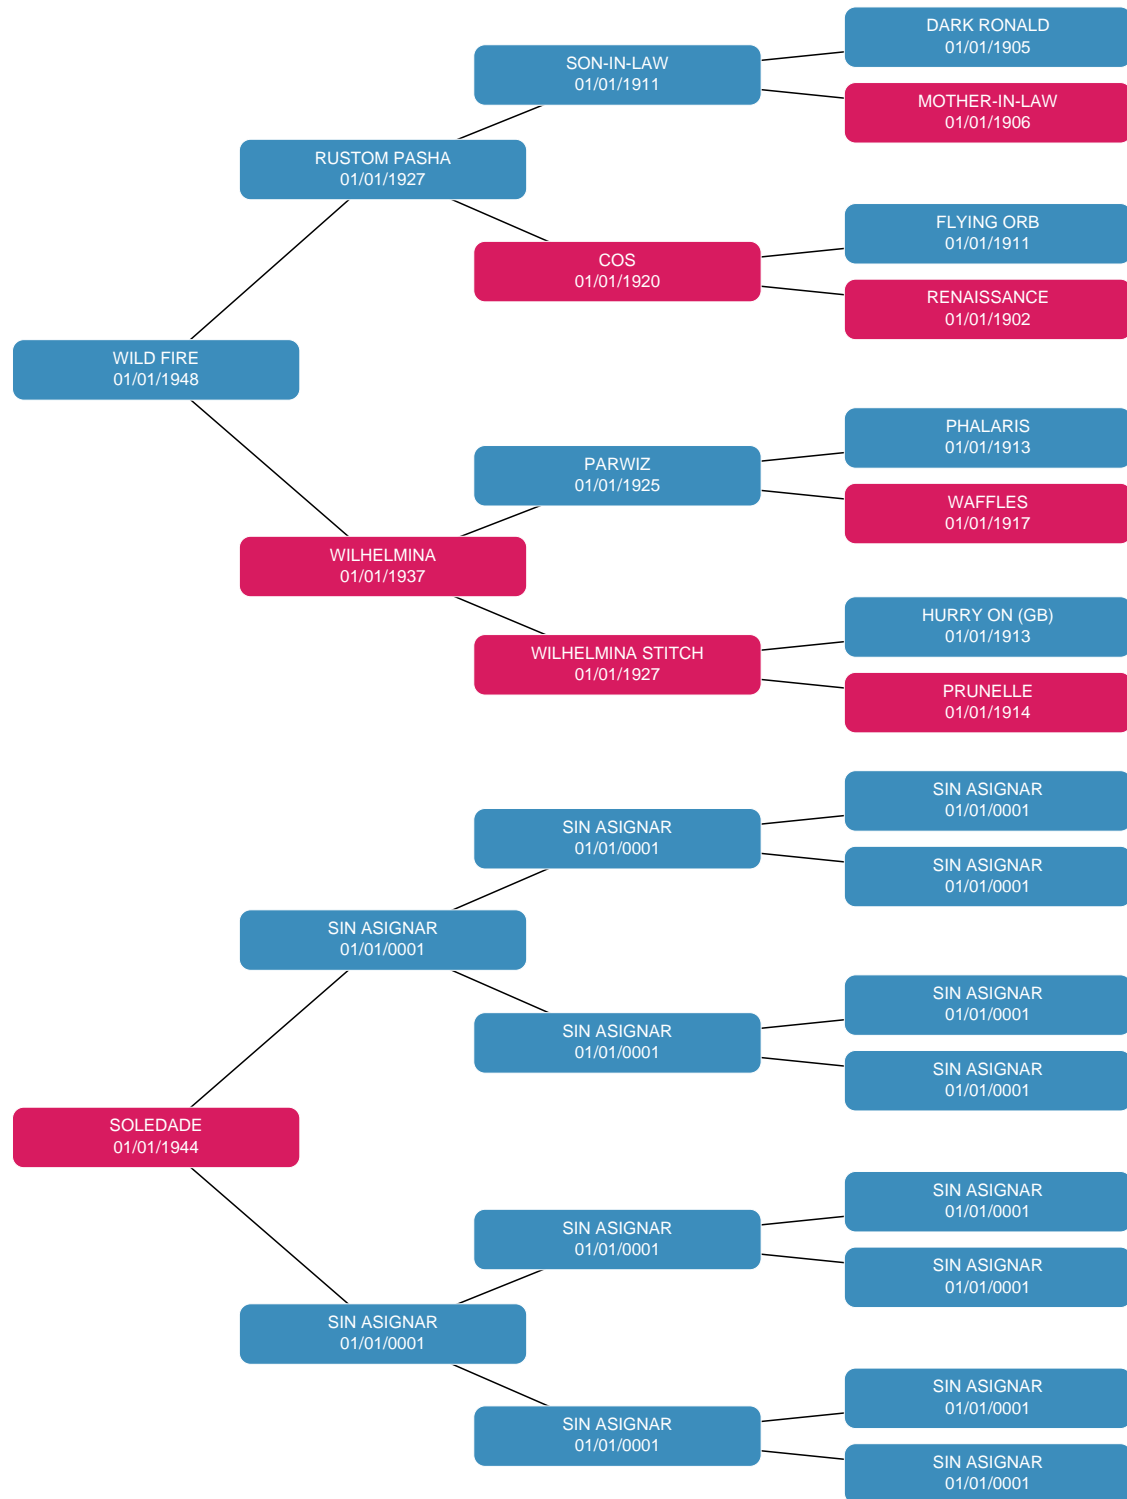 DARK RONALD
01/01/1905
SON-IN-LAW
01/01/1911
MOTHER-IN-LAW
01/01/1906
RUSTOM PASHA
01/01/1927
FLYING ORB
01/01/1911
COS
01/01/1920
RENAISSANCE
01/01/1902
WILD FIRE
01/01/1948
PHALARIS
01/01/1913
PARWIZ
01/01/1925
WAFFLES
01/01/1917
WILHELMINA
01/01/1937
HURRY ON (GB)
01/01/1913
WILHELMINA STITCH
01/01/1927
PRUNELLE
01/01/1914
SIN ASIGNAR
01/01/0001
SIN ASIGNAR
01/01/0001
SIN ASIGNAR
01/01/0001
SIN ASIGNAR
01/01/0001
SIN ASIGNAR
01/01/0001
SIN ASIGNAR
01/01/0001
SIN ASIGNAR
01/01/0001
SOLEDADE
01/01/1944
SIN ASIGNAR
01/01/0001
SIN ASIGNAR
01/01/0001
SIN ASIGNAR
01/01/0001
SIN ASIGNAR
01/01/0001
SIN ASIGNAR
01/01/0001
SIN ASIGNAR
01/01/0001
SIN ASIGNAR
01/01/0001